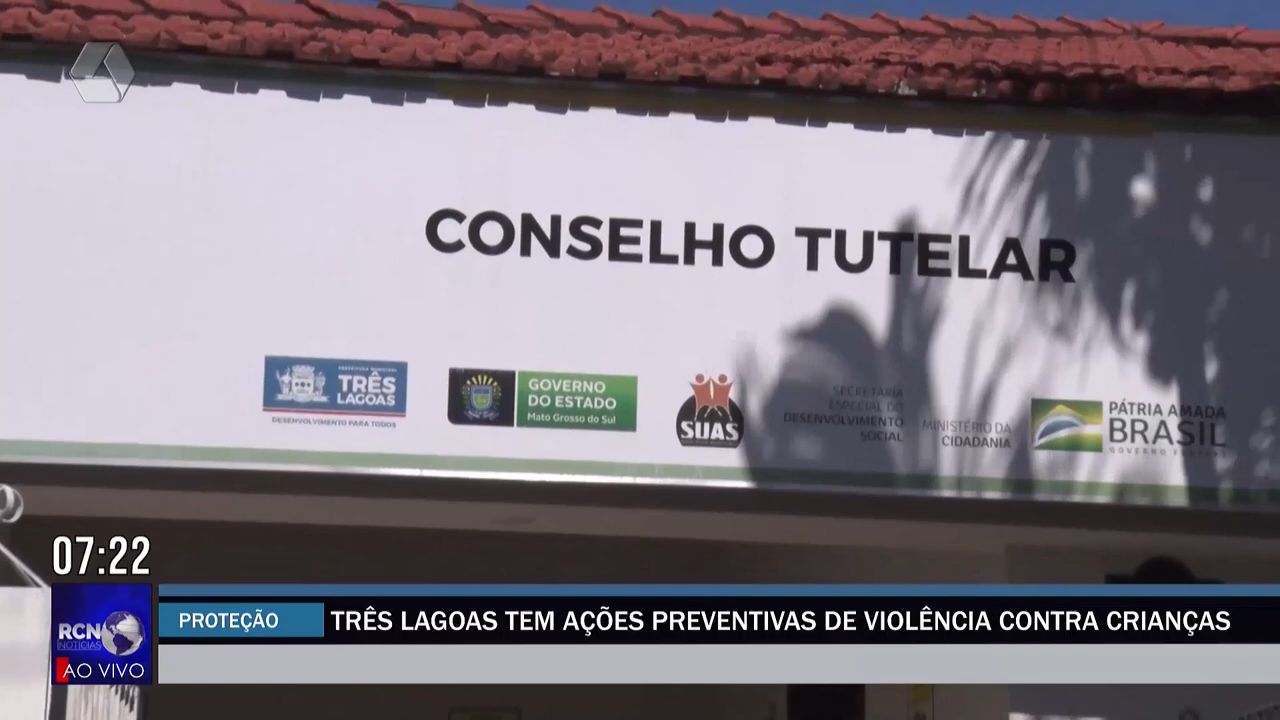 CONSELHO TUTELAR
PREFEITURA MUNICIPAL
TRÊS
LAGOAS
DESENVOLVIMENTO PARA TODOS
GOVERNO
DO ESTADO
Mato Grosso do Sul
SUAS
SECRETARIA
ESPECIAL DO
DESENVOLVIMENTO
SOCIAL
MINISTÉRIO DA
CIDADANIA
PÁTRIA AMADA
BRASIL
GOVERNO FEDERAL
07:22
RCN
NOTÍCIAS
AO VIVO
PROTEÇÃO
TRÊS LAGOAS TEM AÇÕES PREVENTIVAS DE VIOLÊNCIA CONTRA CRIANÇAS